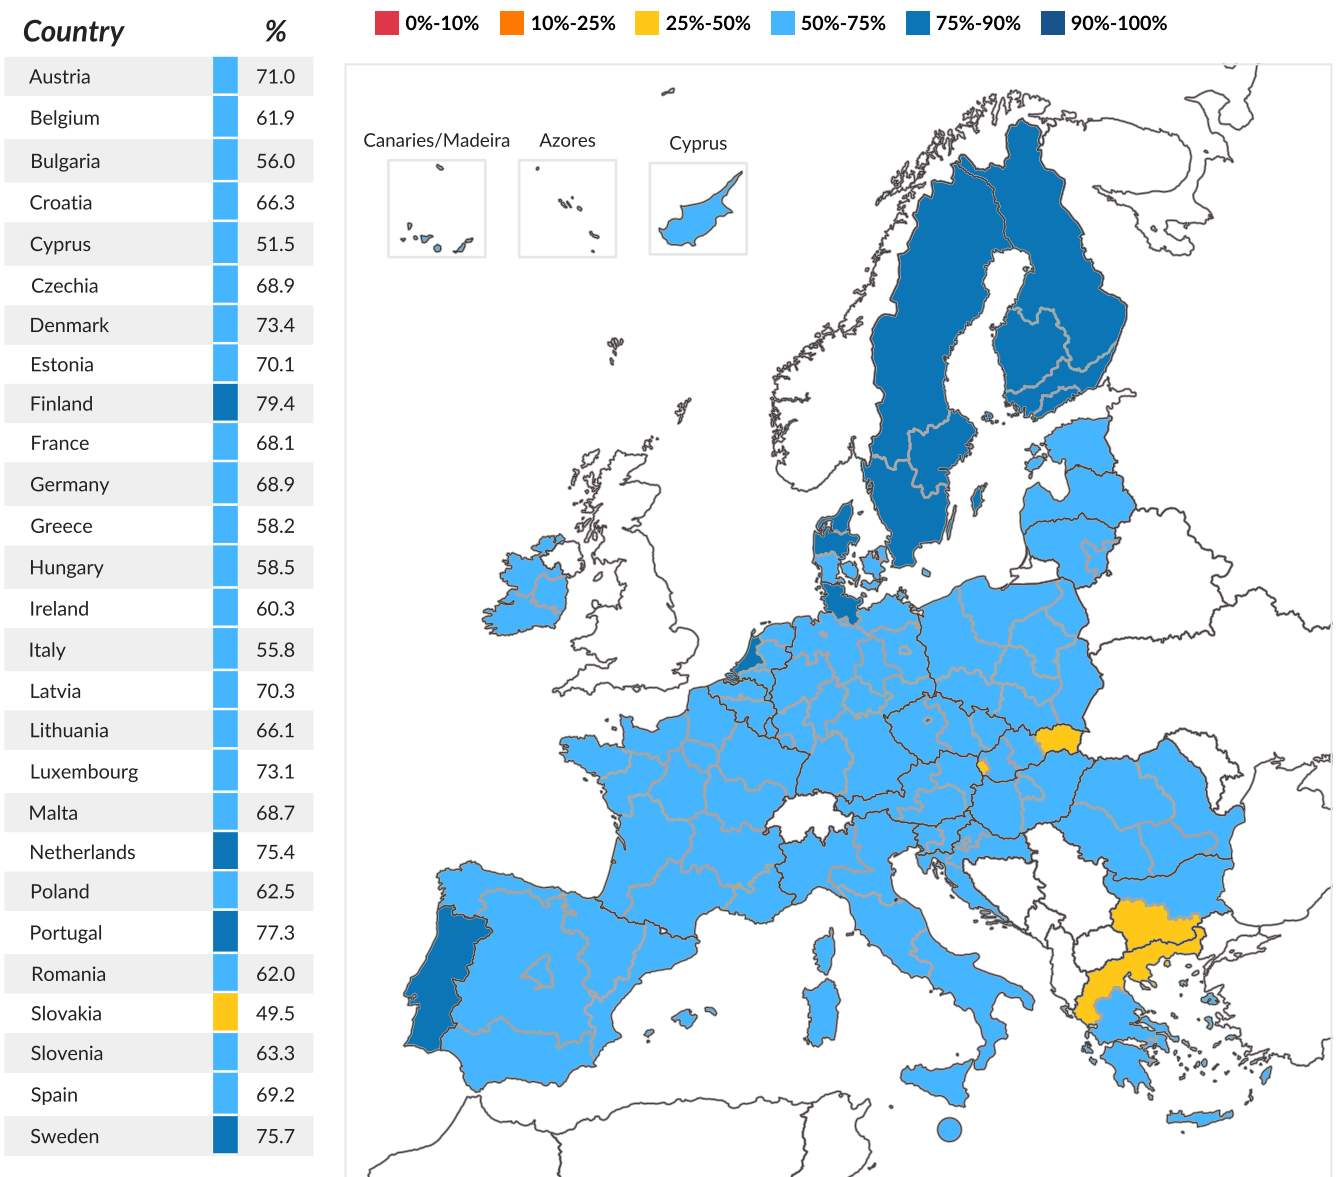 0%-10% 10%-25% 25%-50% 50%-75% 75%-90% 90%-100%
Country %
Austria 71.0
Belgium 61.9
Bulgaria 56.0
Croatia 66.3
Cyprus 51.5
Czechia 68.9
Denmark 73.4
Estonia 70.1
Finland 79.4
France 68.1
Germany 68.9
Greece 58.2
Hungary 58.5
Ireland 60.3
Italy 55.8
Latvia 70.3
Lithuania 66.1
Luxembourg 73.1
Malta 68.7
Netherlands 75.4
Poland 62.5
Portugal 77.3
Romania 62.0
Slovakia 49.5
Slovenia 63.3
Spain 69.2
Sweden 75.7
Canaries/Madeira Azores Cyprus